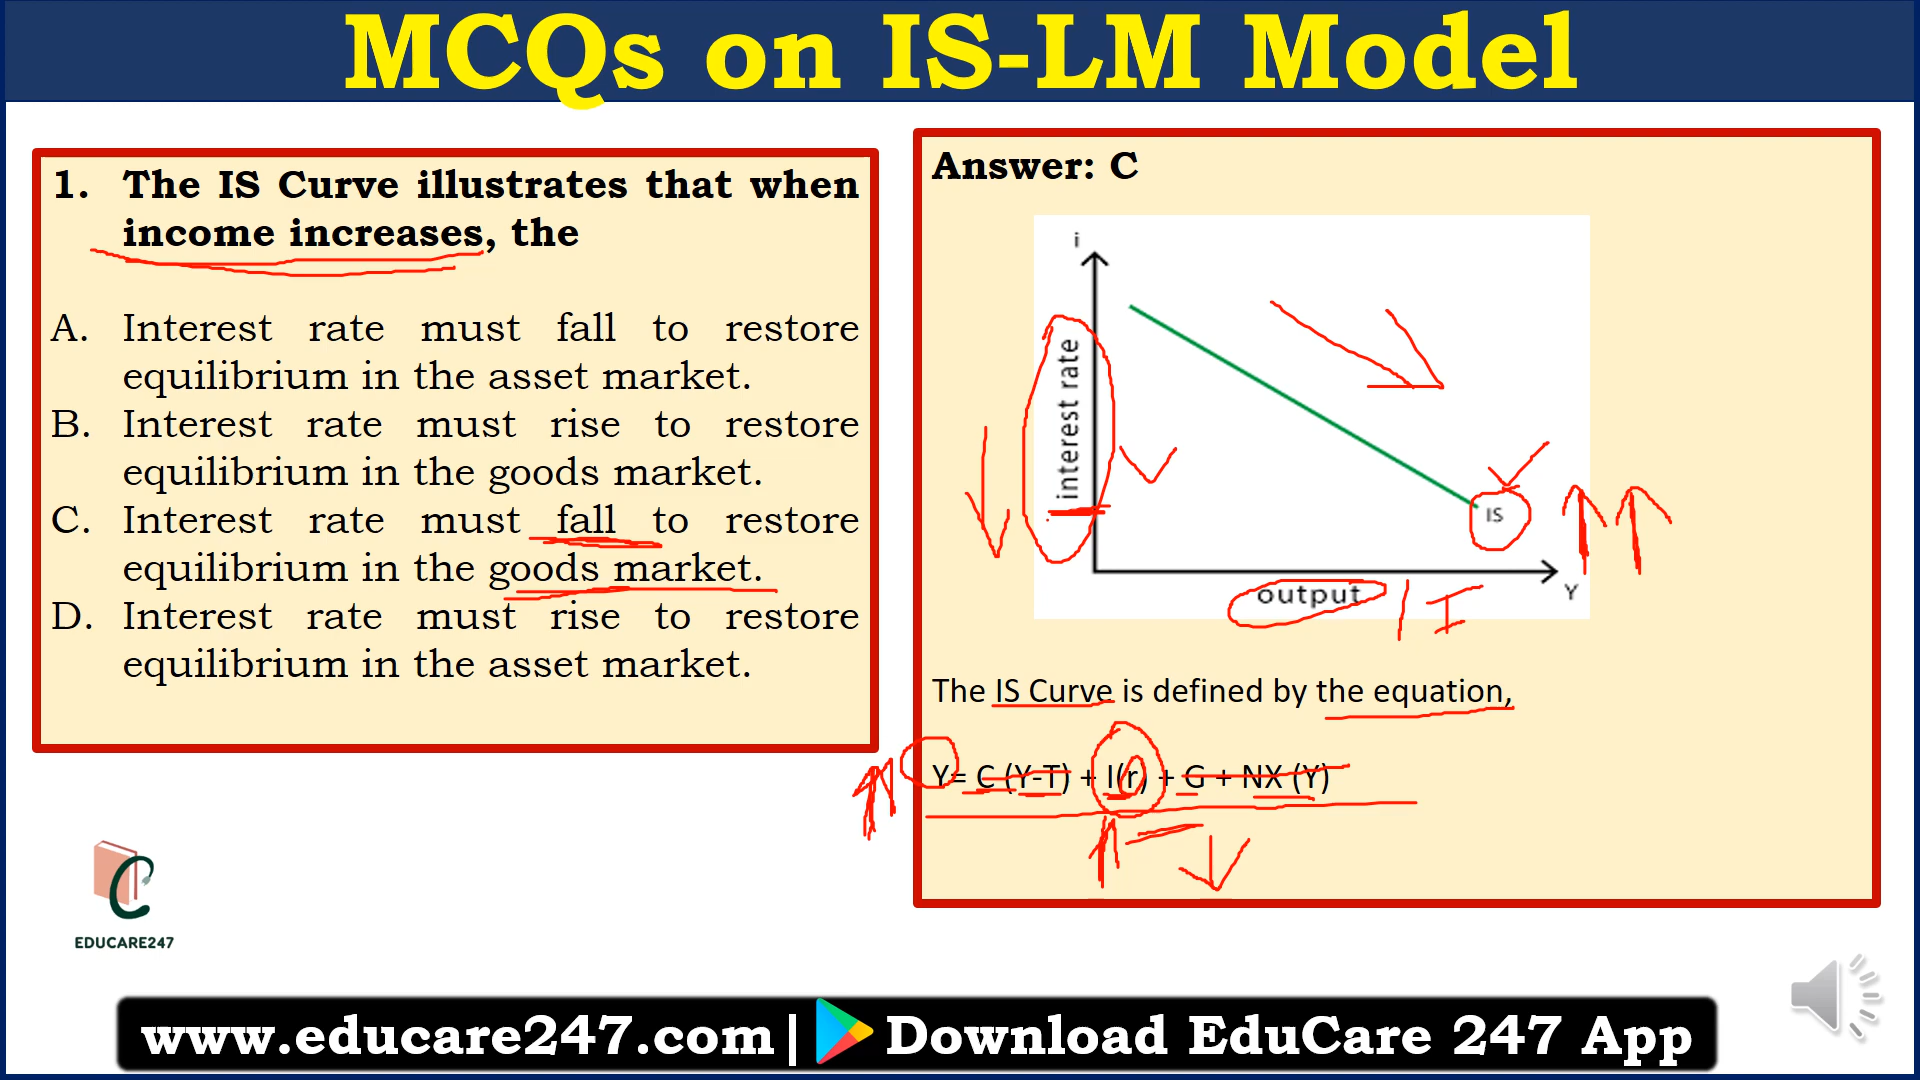 MCQs on IS-LM Model
1. The IS Curve illustrates that when
income increases, the
A. Interest rate must fall to restore
equilibrium in the asset market.
B. Interest rate must rise to restore
equilibrium in the goods market.
C. Interest rate must fall to restore
equilibrium in the goods market.
D. Interest rate must rise to restore
equilibrium in the asset market.
Answer: C
i
interest rate
IS
Y
output
/ I
The IS Curve is defined by the equation,
Y= C (Y-T) + I(r) + G + NX (Y)
EDUCARE247
www.educare247.com| Download EduCare 247 App